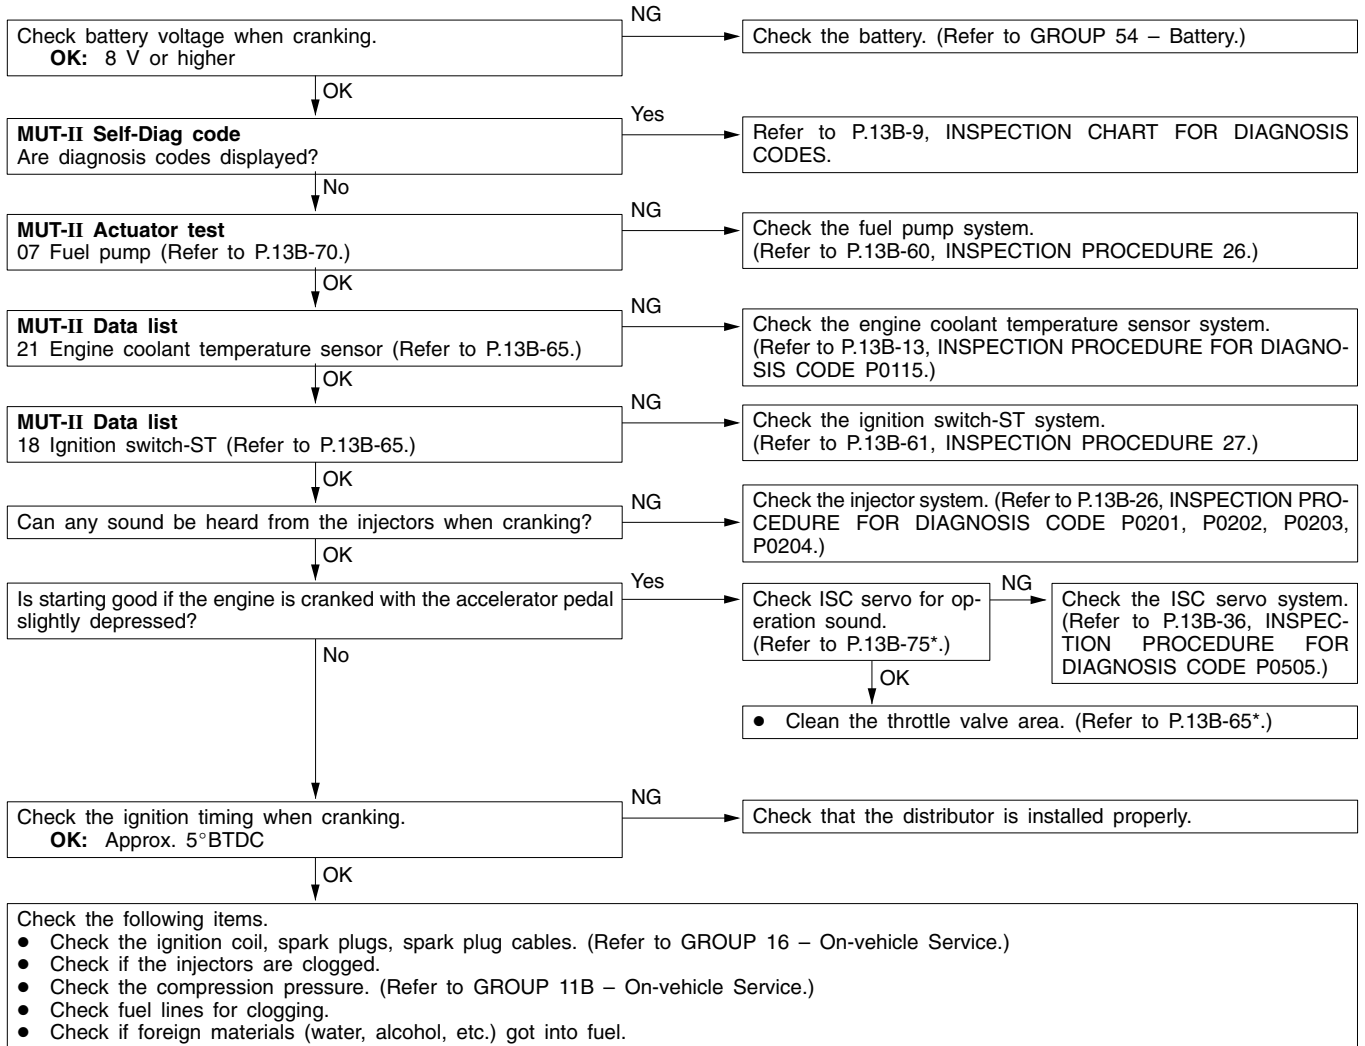 NG
Check battery voltage when cranking.
OK: 8 V or higher
Check the battery. (Refer to GROUP 54 – Battery.)
OK
Yes
MUT-II Self-Diag code
Are diagnosis codes displayed?
Refer to P.13B-9, INSPECTION CHART FOR DIAGNOSIS
CODES.
No
NG
MUT-II Actuator test
07 Fuel pump (Refer to P.13B-70.)
Check the fuel pump system.
(Refer to P.13B-60, INSPECTION PROCEDURE 26.)
OK
NG
MUT-II Data list
21 Engine coolant temperature sensor (Refer to P.13B-65.)
Check the engine coolant temperature sensor system.
(Refer to P.13B-13, INSPECTION PROCEDURE FOR DIAGNO-
SIS CODE P0115.)
OK
NG
MUT-II Data list
18 Ignition switch-ST (Refer to P.13B-65.)
Check the ignition switch-ST system.
(Refer to P.13B-61, INSPECTION PROCEDURE 27.)
OK
NG
Can any sound be heard from the injectors when cranking?
Check the injector system. (Refer to P.13B-26, INSPECTION PRO-
CEDURE FOR DIAGNOSIS CODE P0201, P0202, P0203,
P0204.)
OK
Yes
Is starting good if the engine is cranked with the accelerator pedal
slightly depressed?
Check ISC servo for op-
eration sound.
(Refer to P.13B-75*.)
NG
Check the ISC servo system.
(Refer to P.13B-36, INSPEC-
TION PROCEDURE FOR
DIAGNOSIS CODE P0505.)
No
OK
● Clean the throttle valve area. (Refer to P.13B-65*.)
NG
Check the ignition timing when cranking.
OK: Approx. 5°BTDC
Check that the distributor is installed properly.
OK
Check the following items.
● Check the ignition coil, spark plugs, spark plug cables. (Refer to GROUP 16 – On-vehicle Service.)
● Check if the injectors are clogged.
● Check the compression pressure. (Refer to GROUP 11B – On-vehicle Service.)
● Check fuel lines for clogging.
● Check if foreign materials (water, alcohol, etc.) got into fuel.